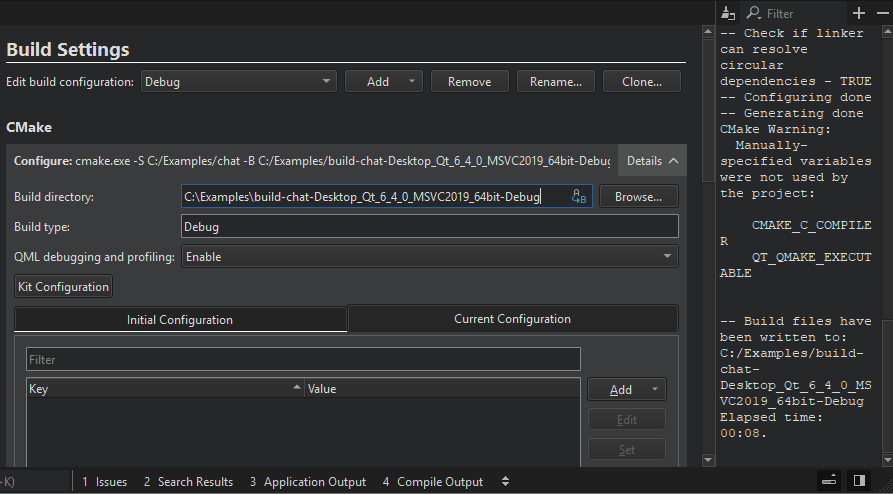 Build Settings
Edit build configuration: Debug Add Remove Rename... Clone...
CMake
Configure: cmake.exe -S C:/Examples/chat -B C:/Examples/build-chat-Desktop_Qt_6_4_0_MSVC2019_64bit-Debug Details
Build directory: C:\Examples\build-chat-Desktop_Qt_6_4_0_MSVC2019_64bit-Debug Browse...
Build type: Debug
QML debugging and profiling: Enable
Kit Configuration
Initial Configuration Current Configuration
Filter
Key Value Add
Edit
Set
Filter
-- Check if linker
can resolve
circular
dependencies - TRUE
-- Configuring done
-- Generating done
CMake Warning:
Manually-
specified variables
were not used by
the project:
CMAKE_C_COMPILE
R
QT_QMAKE_EXECUT
ABLE
-- Build files have
been written to:
C:/Examples/build-
chat-
Desktop_Qt_6_4_0_MS
VC2019_64bit-Debug
Elapsed time:
00:08.
+K) 1 Issues 2 Search Results 3 Application Output 4 Compile Output